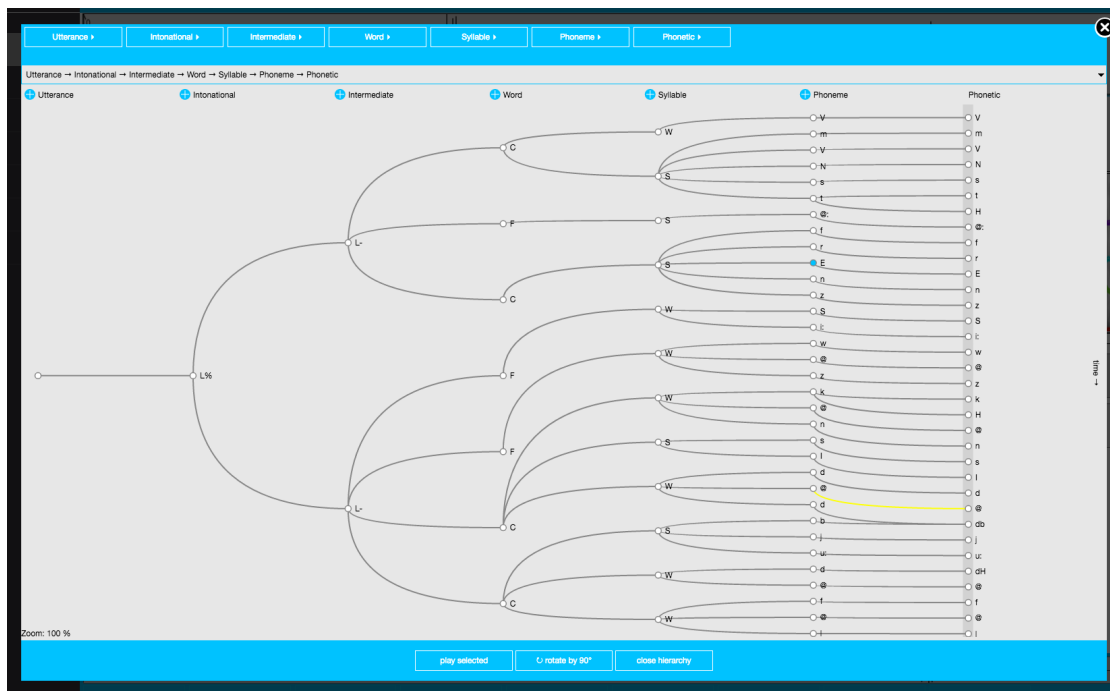 Utterance ▸ Intonational ▸ Intermediate ▸ Word ▸ Syllable ▸ Phoneme ▸ Phonetic ▸
Utterance → Intonational → Intermediate → Word → Syllable → Phoneme → Phonetic
Utterance Intonational Intermediate Word Syllable Phoneme Phonetic
V V
W
m m
C
V V
N N
S s s
t t
H
F S @: @:
f f
L-
r r
S E E
n n
C z z
W S S
i: i:
w w
W @ @
L% F z z
k k
W H
@ @
n n
F S s s
I I
W d d
@ @
L- d db
C S b j
j u:
u:
W d dH
@ @
C f f
W @ @
l l
time →
Zoom: 100 %
play selected ↻ rotate by 90° close hierarchy